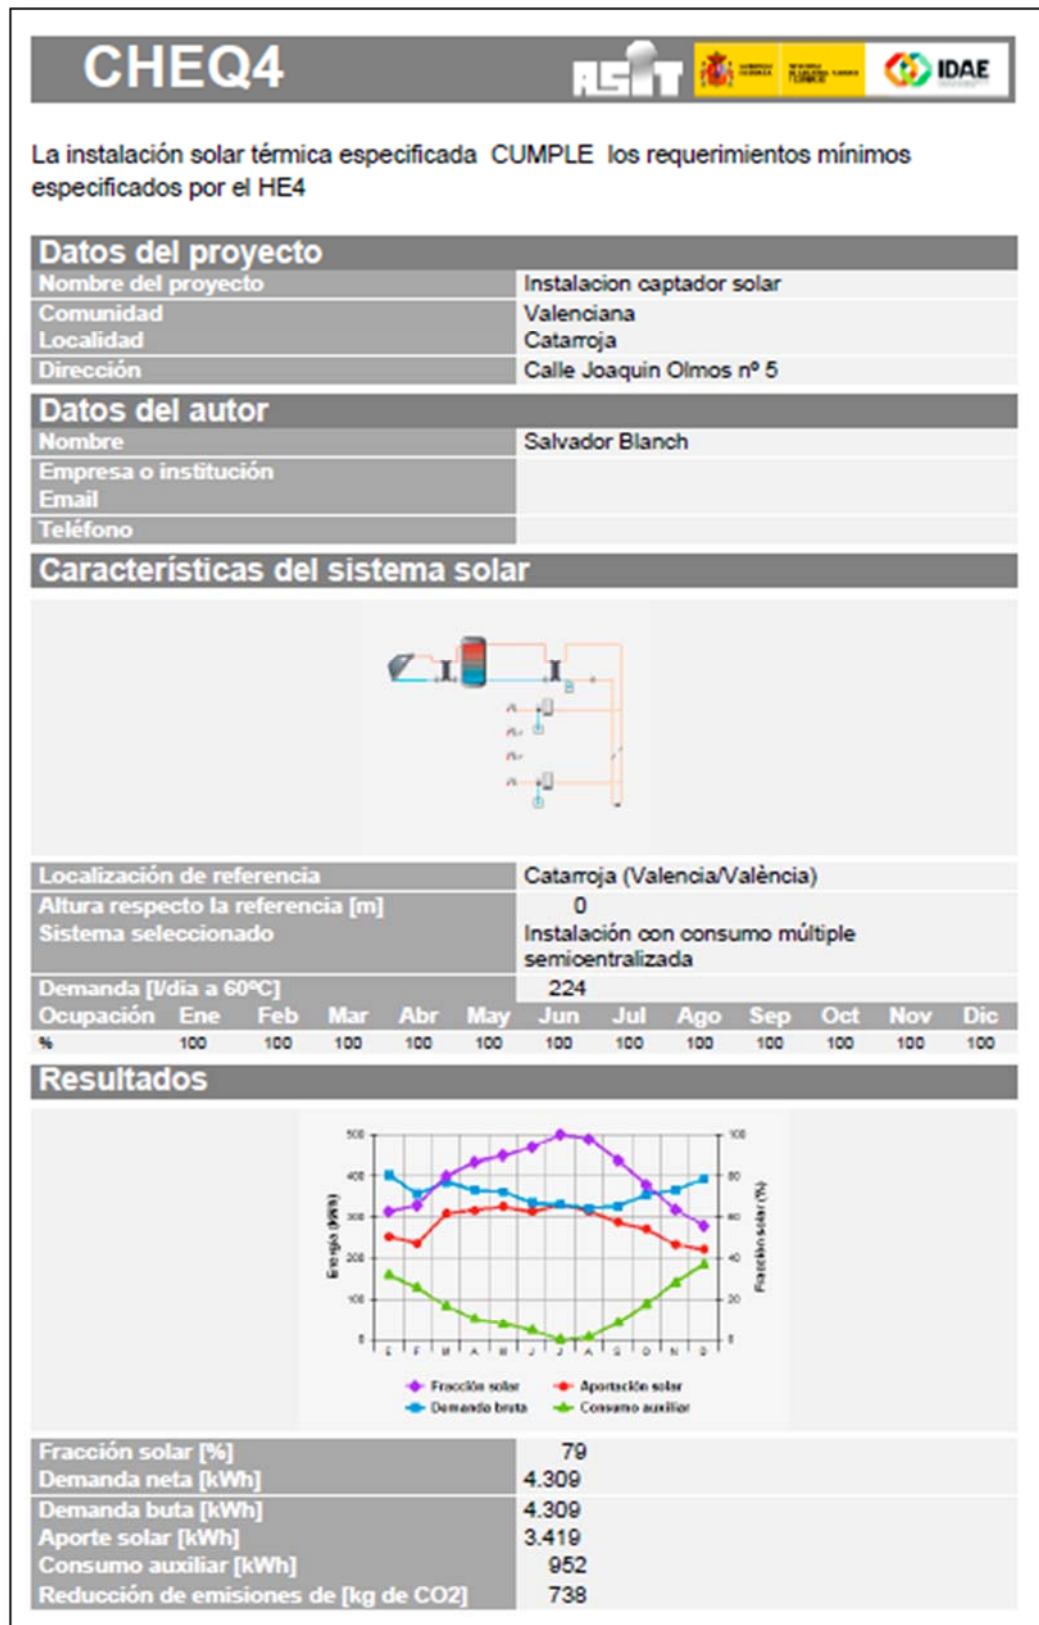 CHEQ4
ASIT
IDAE
La instalación solar térmica especificada CUMPLE los requerimientos mínimos
especificados por el HE4
Datos del proyecto
Nombre del proyecto Instalacion captador solar
Comunidad Valenciana
Localidad Catarroja
Dirección Calle Joaquin Olmos nº 5
Datos del autor
Nombre Salvador Blanch
Empresa o institución
Email
Teléfono
Características del sistema solar
Localización de referencia Catarroja (Valencia/València)
Altura respecto la referencia [m] 0
Sistema seleccionado Instalación con consumo múltiple
semicentralizada
Demanda [l/dia a 60ºC] 224
Ocupación Ene Feb Mar Abr May Jun Jul Ago Sep Oct Nov Dic
% 100 100 100 100 100 100 100 100 100 100 100 100
Resultados
500 100
400 80
300 60
200 40
100 20
0 0
Energía (kWh)
Fracción solar (%)
E F M A M J J A S O N D
Fracción solar Aportación solar
Demanda bruta Consumo auxiliar
Fracción solar [%] 79
Demanda neta [kWh] 4.309
Demanda buta [kWh] 4.309
Aporte solar [kWh] 3.419
Consumo auxiliar [kWh] 952
Reducción de emisiones de [kg de CO2] 738